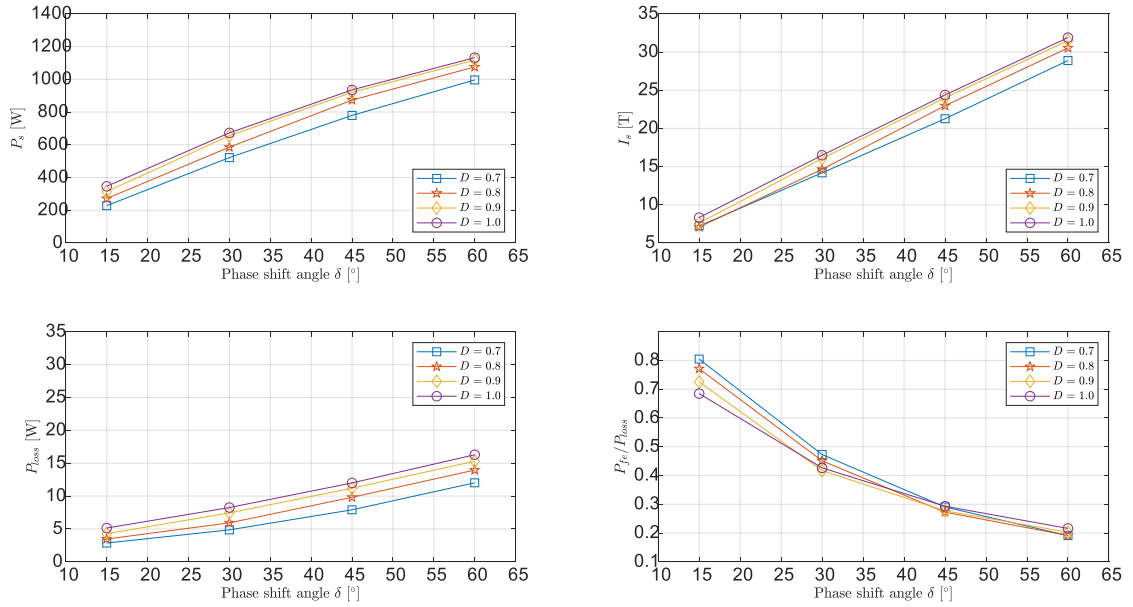 P_s [W]
1400
1200
1000
800
600
400
200
0
10 15 20 25 30 35 40 45 50 55 60 65
Phase shift angle δ [°]
D = 0.7
D = 0.8
D = 0.9
D = 1.0
I_s [T]
35
30
25
20
15
10
5
10 15 20 25 30 35 40 45 50 55 60 65
Phase shift angle δ [°]
D = 0.7
D = 0.8
D = 0.9
D = 1.0
P_loss [W]
35
30
25
20
15
10
5
0
10 15 20 25 30 35 40 45 50 55 60 65
Phase shift angle δ [°]
D = 0.7
D = 0.8
D = 0.9
D = 1.0
P_fe/P_loss
0.8
0.7
0.6
0.5
0.4
0.3
0.2
0.1
10 15 20 25 30 35 40 45 50 55 60 65
Phase shift angle δ [°]
D = 0.7
D = 0.8
D = 0.9
D = 1.0